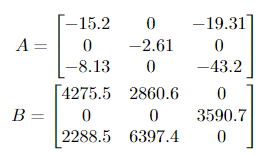 A = [−15.2 0 −19.31
0 −2.61 0
−8.13 0 −43.2]
B = [4275.5 2860.6 0
0 0 3590.7
2288.5 6397.4 0]